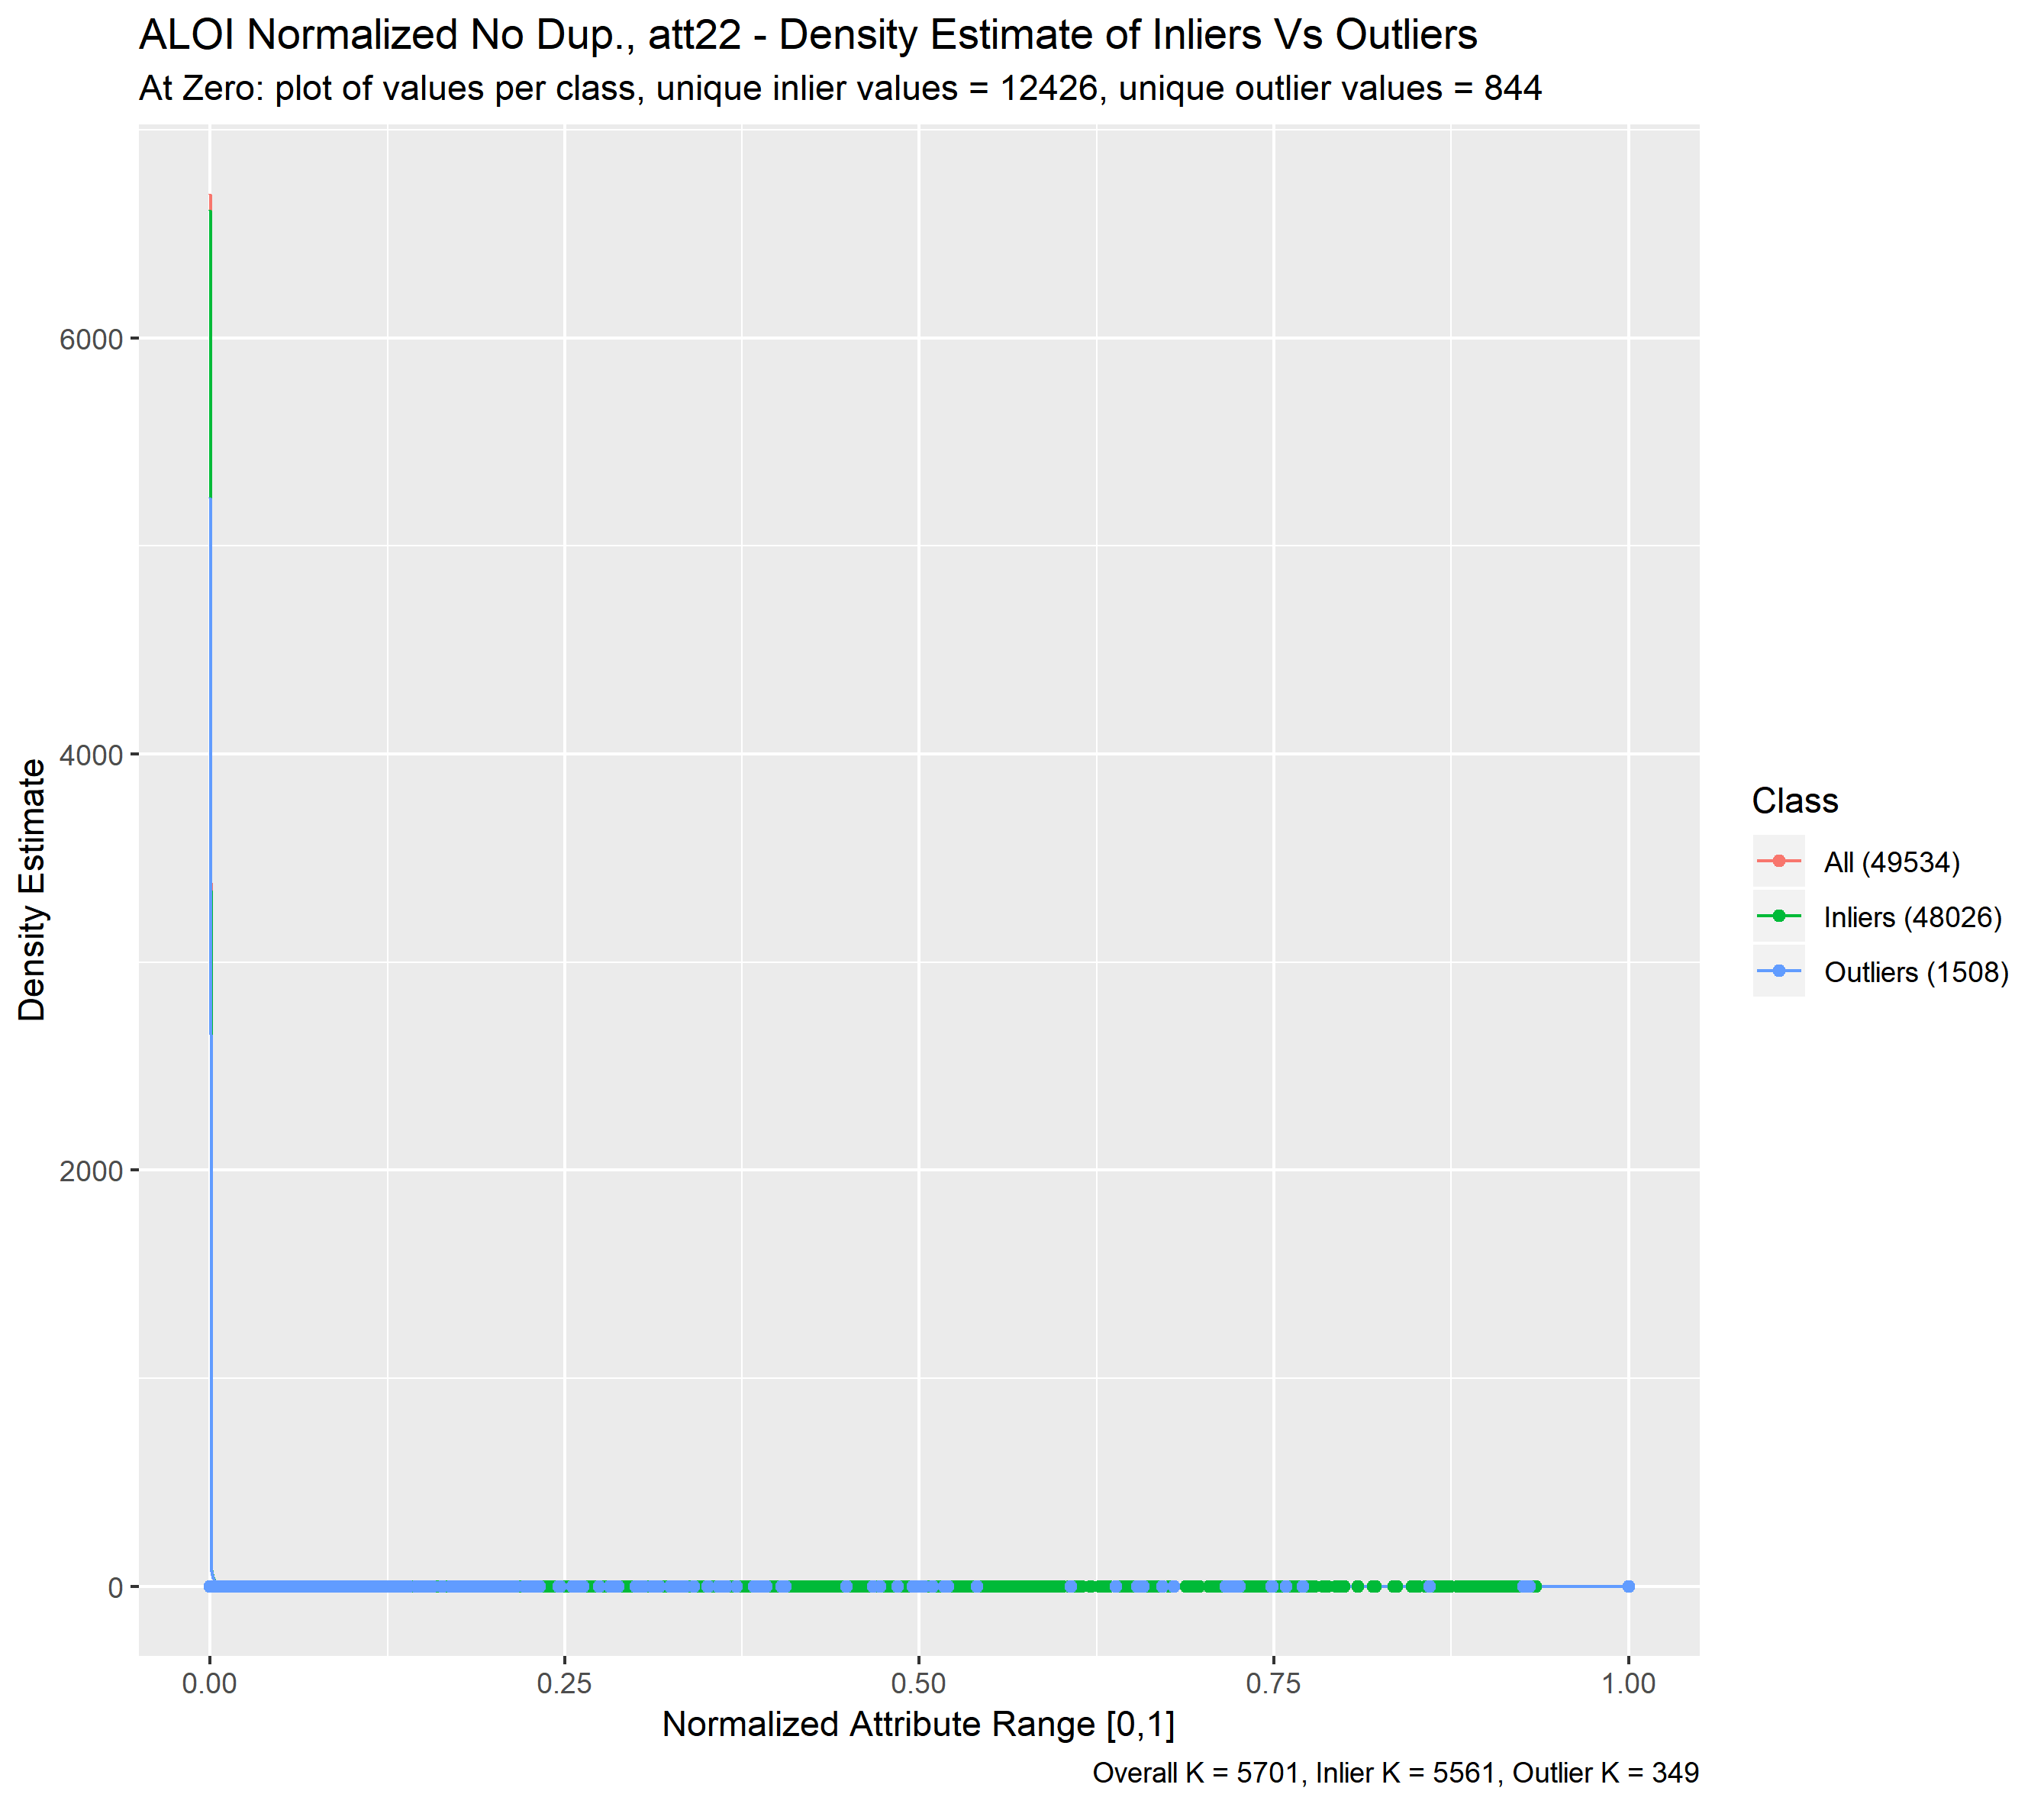 ALOI Normalized No Dup., att22 - Density Estimate of Inliers Vs Outliers
At Zero: plot of values per class, unique inlier values = 12426, unique outlier values = 844
Density Estimate
6000
4000
2000
0
0.00 0.25 0.50 0.75 1.00
Normalized Attribute Range [0,1]
Overall K = 5701, Inlier K = 5561, Outlier K = 349
Class
All (49534)
Inliers (48026)
Outliers (1508)